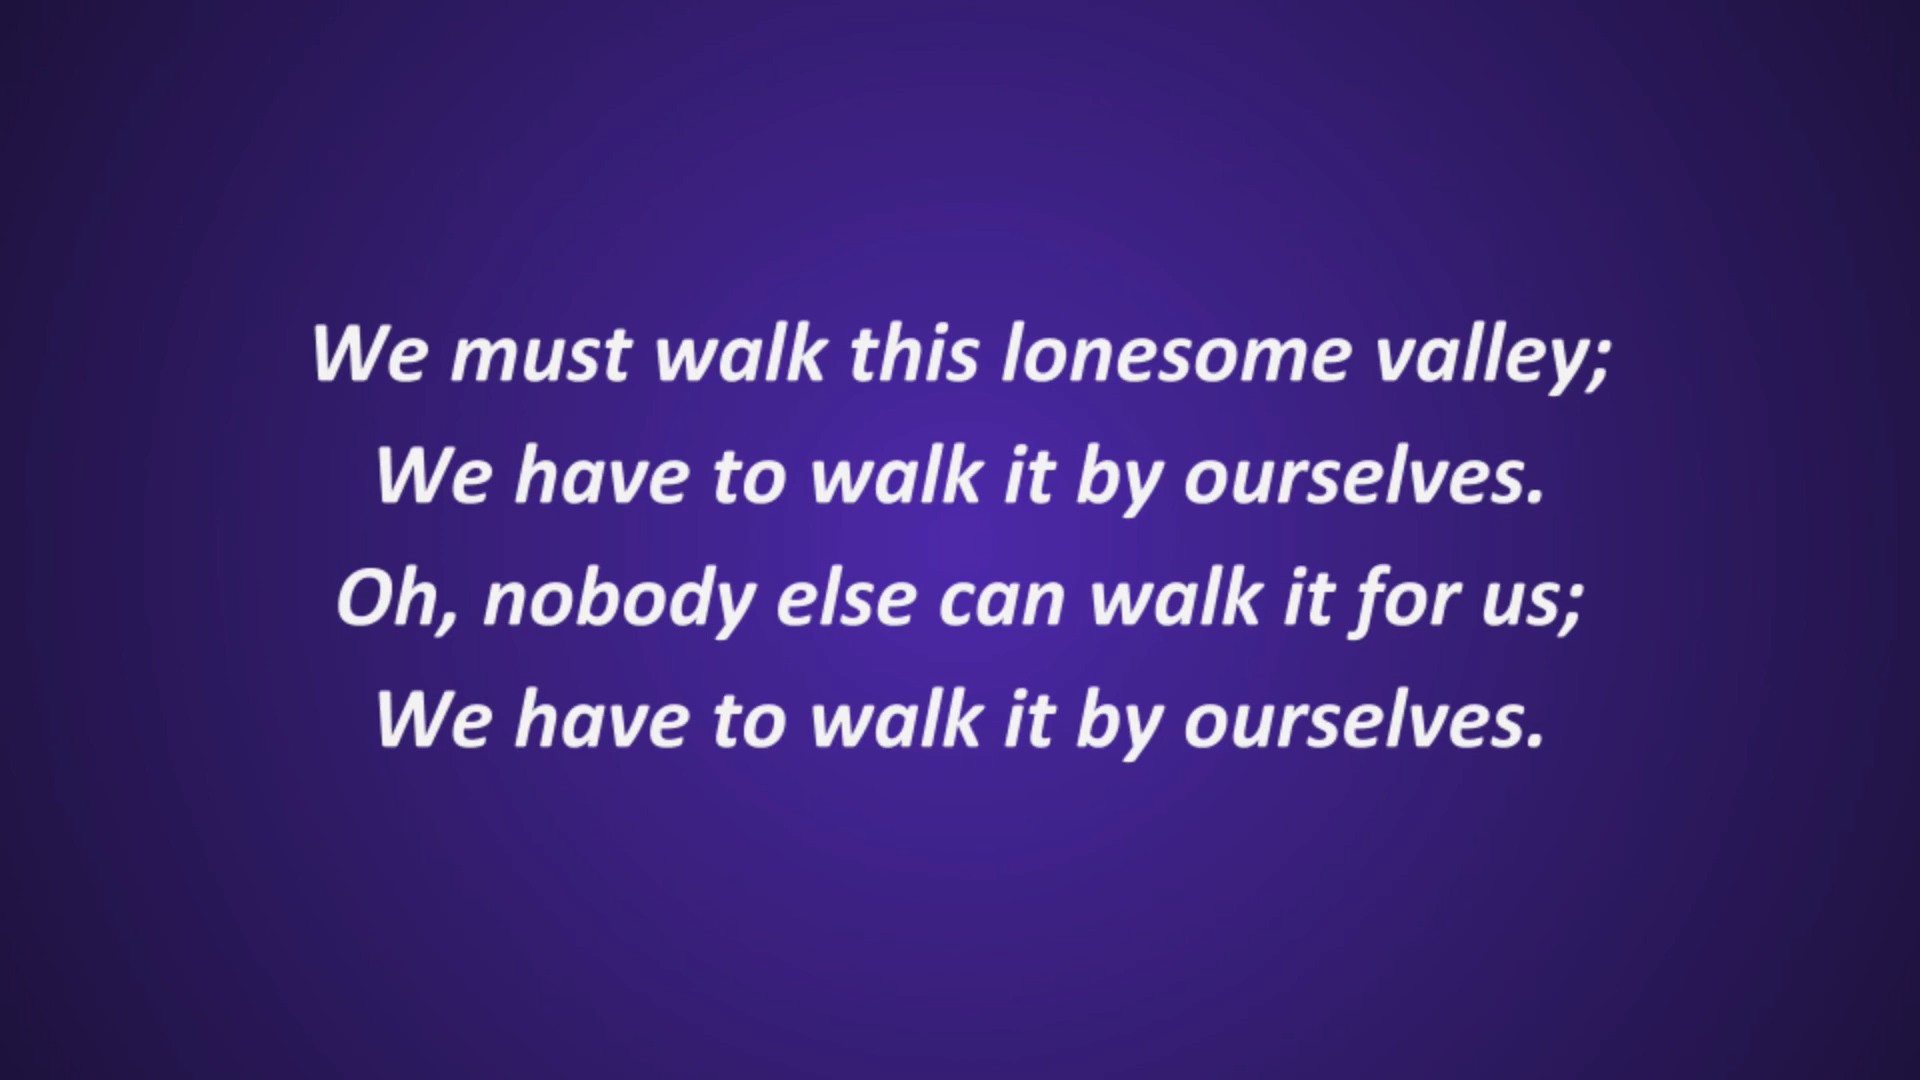 We must walk this lonesome valley;
We have to walk it by ourselves.
Oh, nobody else can walk it for us;
We have to walk it by ourselves.